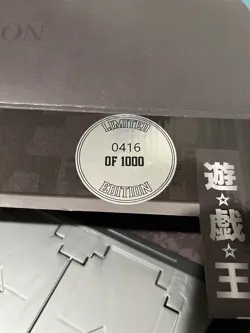 ON
LIMITED
0416
OF 1000
EDITION
遊☆戯☆王